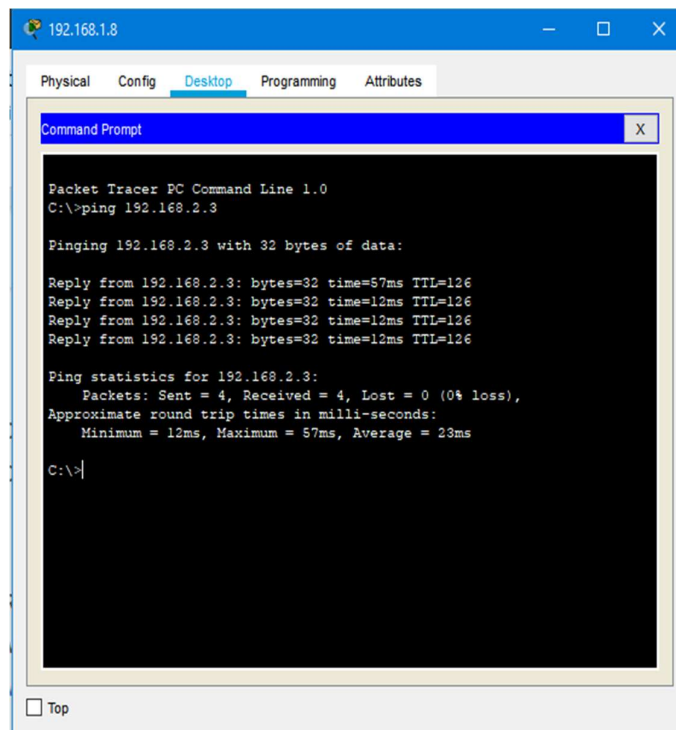 192.168.1.8
Physical Config Desktop Programming Attributes
Command Prompt
X
Packet Tracer PC Command Line 1.0
C:\>ping 192.168.2.3
Pinging 192.168.2.3 with 32 bytes of data:
Reply from 192.168.2.3: bytes=32 time=57ms TTL=126
Reply from 192.168.2.3: bytes=32 time=12ms TTL=126
Reply from 192.168.2.3: bytes=32 time=12ms TTL=126
Reply from 192.168.2.3: bytes=32 time=12ms TTL=126
Ping statistics for 192.168.2.3:
Packets: Sent = 4, Received = 4, Lost = 0 (0% loss),
Approximate round trip times in milli-seconds:
Minimum = 12ms, Maximum = 57ms, Average = 23ms
C:\>
Top